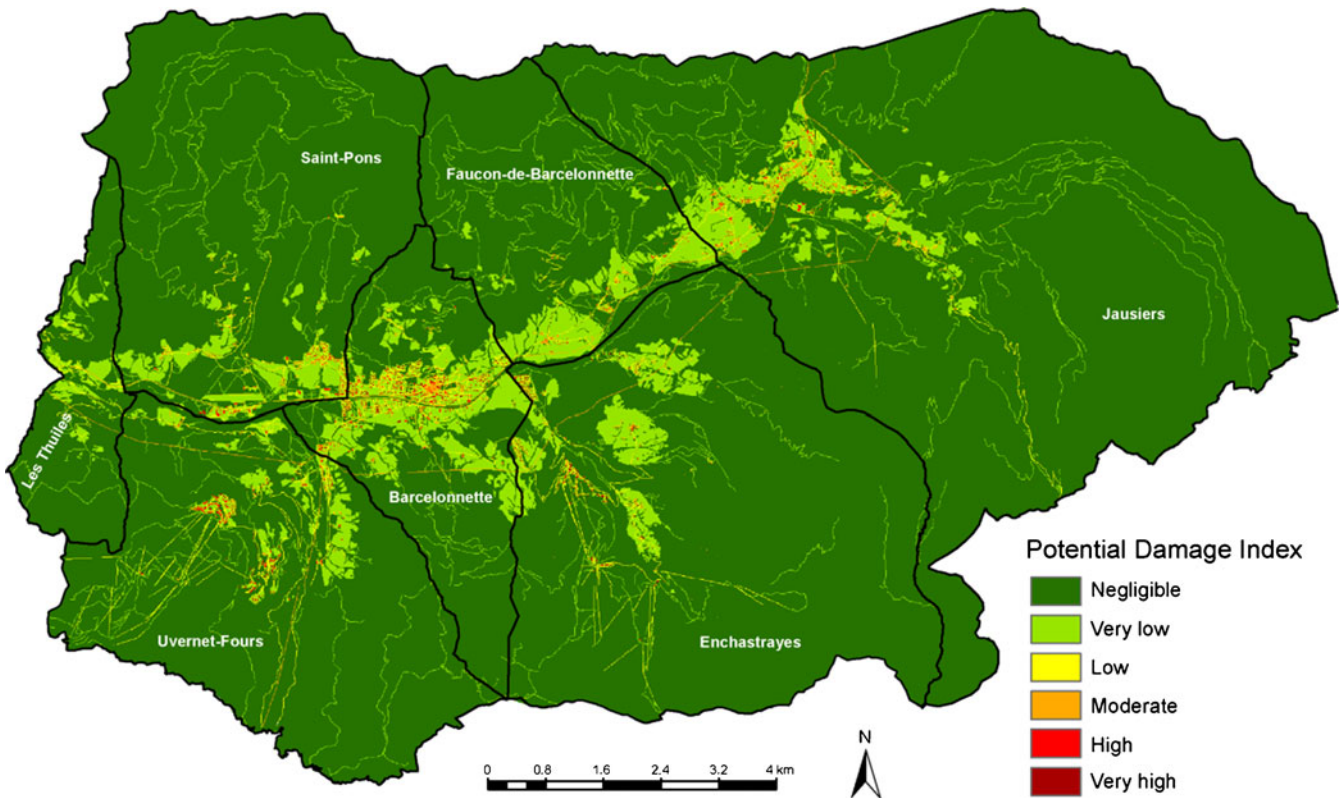 Saint-Pons
Faucon-de-Barcelonnette
Jausiers
Les Thuiles
Barcelonnette
Uvernet-Fours
Enchastrayes
Potential Damage Index
Negligible
Very low
Low
Moderate
High
Very high
N
0 0.8 1.6 2.4 3.2 4 km